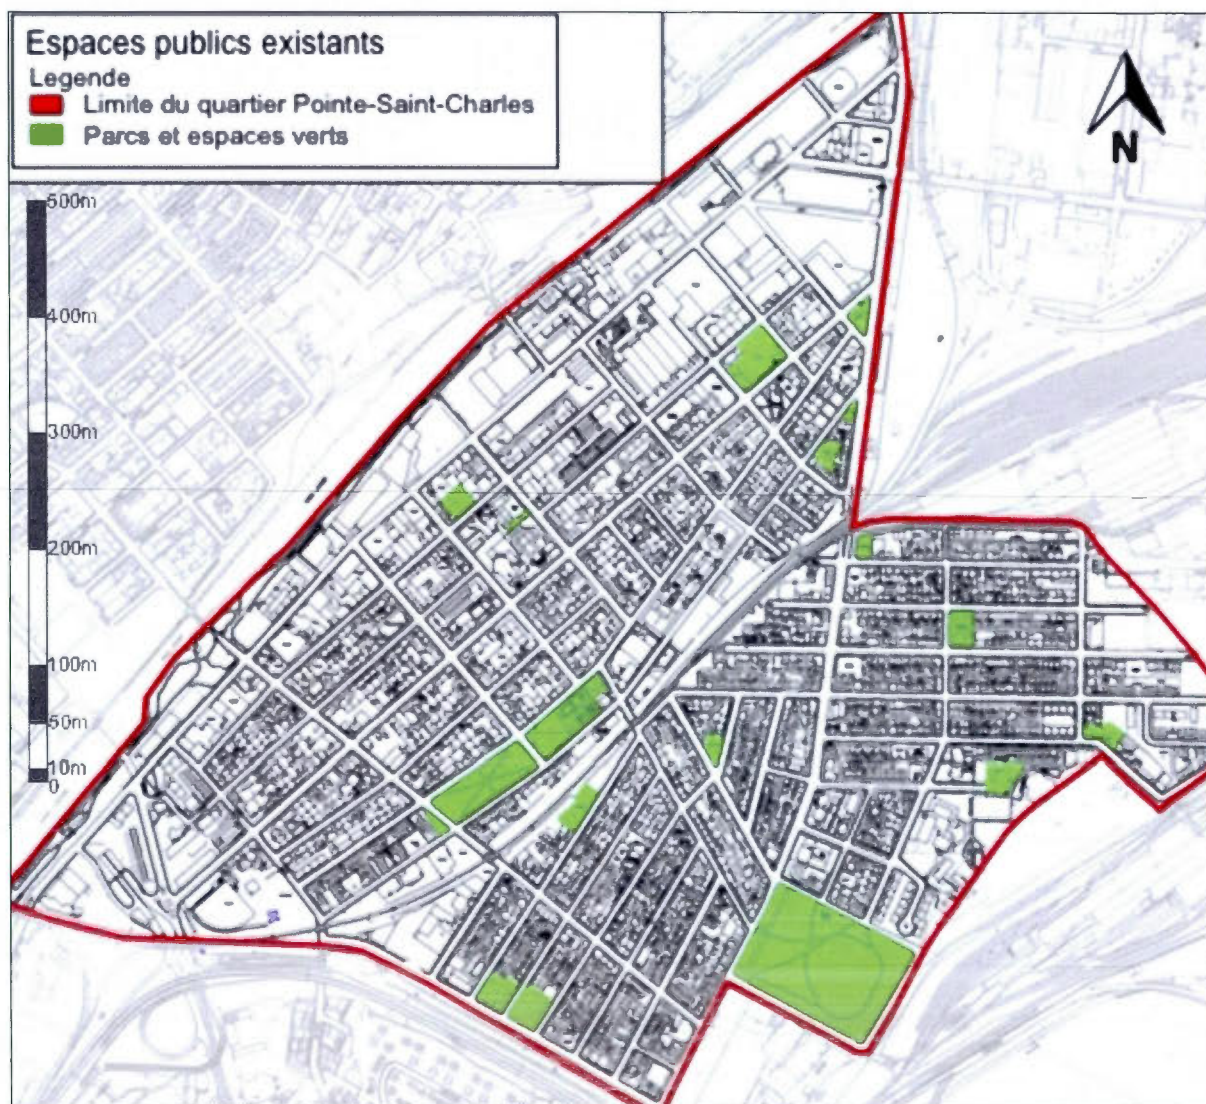 Espaces publics existants
Legende
Limite du quartier Pointe-Saint-Charles
Parcs et espaces verts
N
500m
400m
300m
200m
100m
50m
10m
0